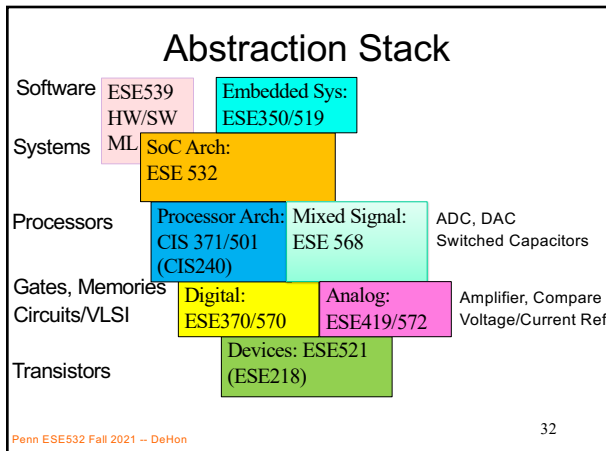 Abstraction Stack
Software
ESE539
HW/SW
ML
Embedded Sys:
ESE350/519
Systems
SoC Arch:
ESE 532
Processors
Processor Arch:
CIS 371/501
(CIS240)
Mixed Signal:
ESE 568
ADC, DAC
Switched Capacitors
Gates, Memories
Circuits/VLSI
Digital:
ESE370/570
Analog:
ESE419/572
Amplifier, Compare
Voltage/Current Ref
Transistors
Devices: ESE521
(ESE218)
Penn ESE532 Fall 2021 -- DeHon
32